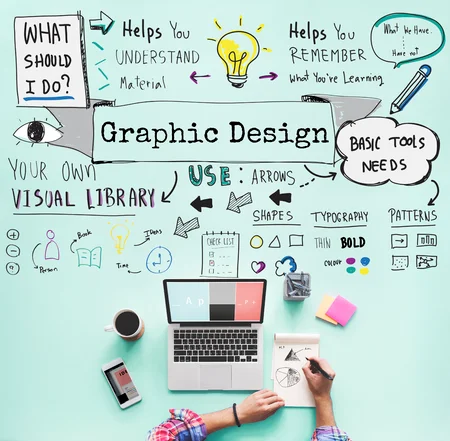 WHAT
SHOULD
I DO?
Helps You
UNDERSTAND
Material
Helps You
REMEMBER
What You're Learning
What We Have.
Have not
Graphic Design
BASIC TOOLS
NEEDS
YOUR OWN
VISUAL LIBRARY
USE: ARROWS
SHAPES
TYPOGRAPHY
PATTERNS
THIN BOLD
COLOUR
CHECK LIST
Book
Ideas
Person
Time
Ap